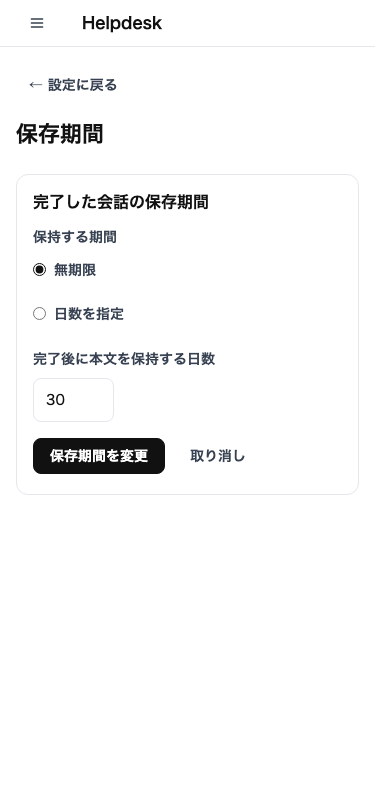 Helpdesk
← 設定に戻る
保存期間
完了した会話の保存期間
保持する期間
無期限
日数を指定
完了後に本文を保持する日数
30
保存期間を変更
取り消し